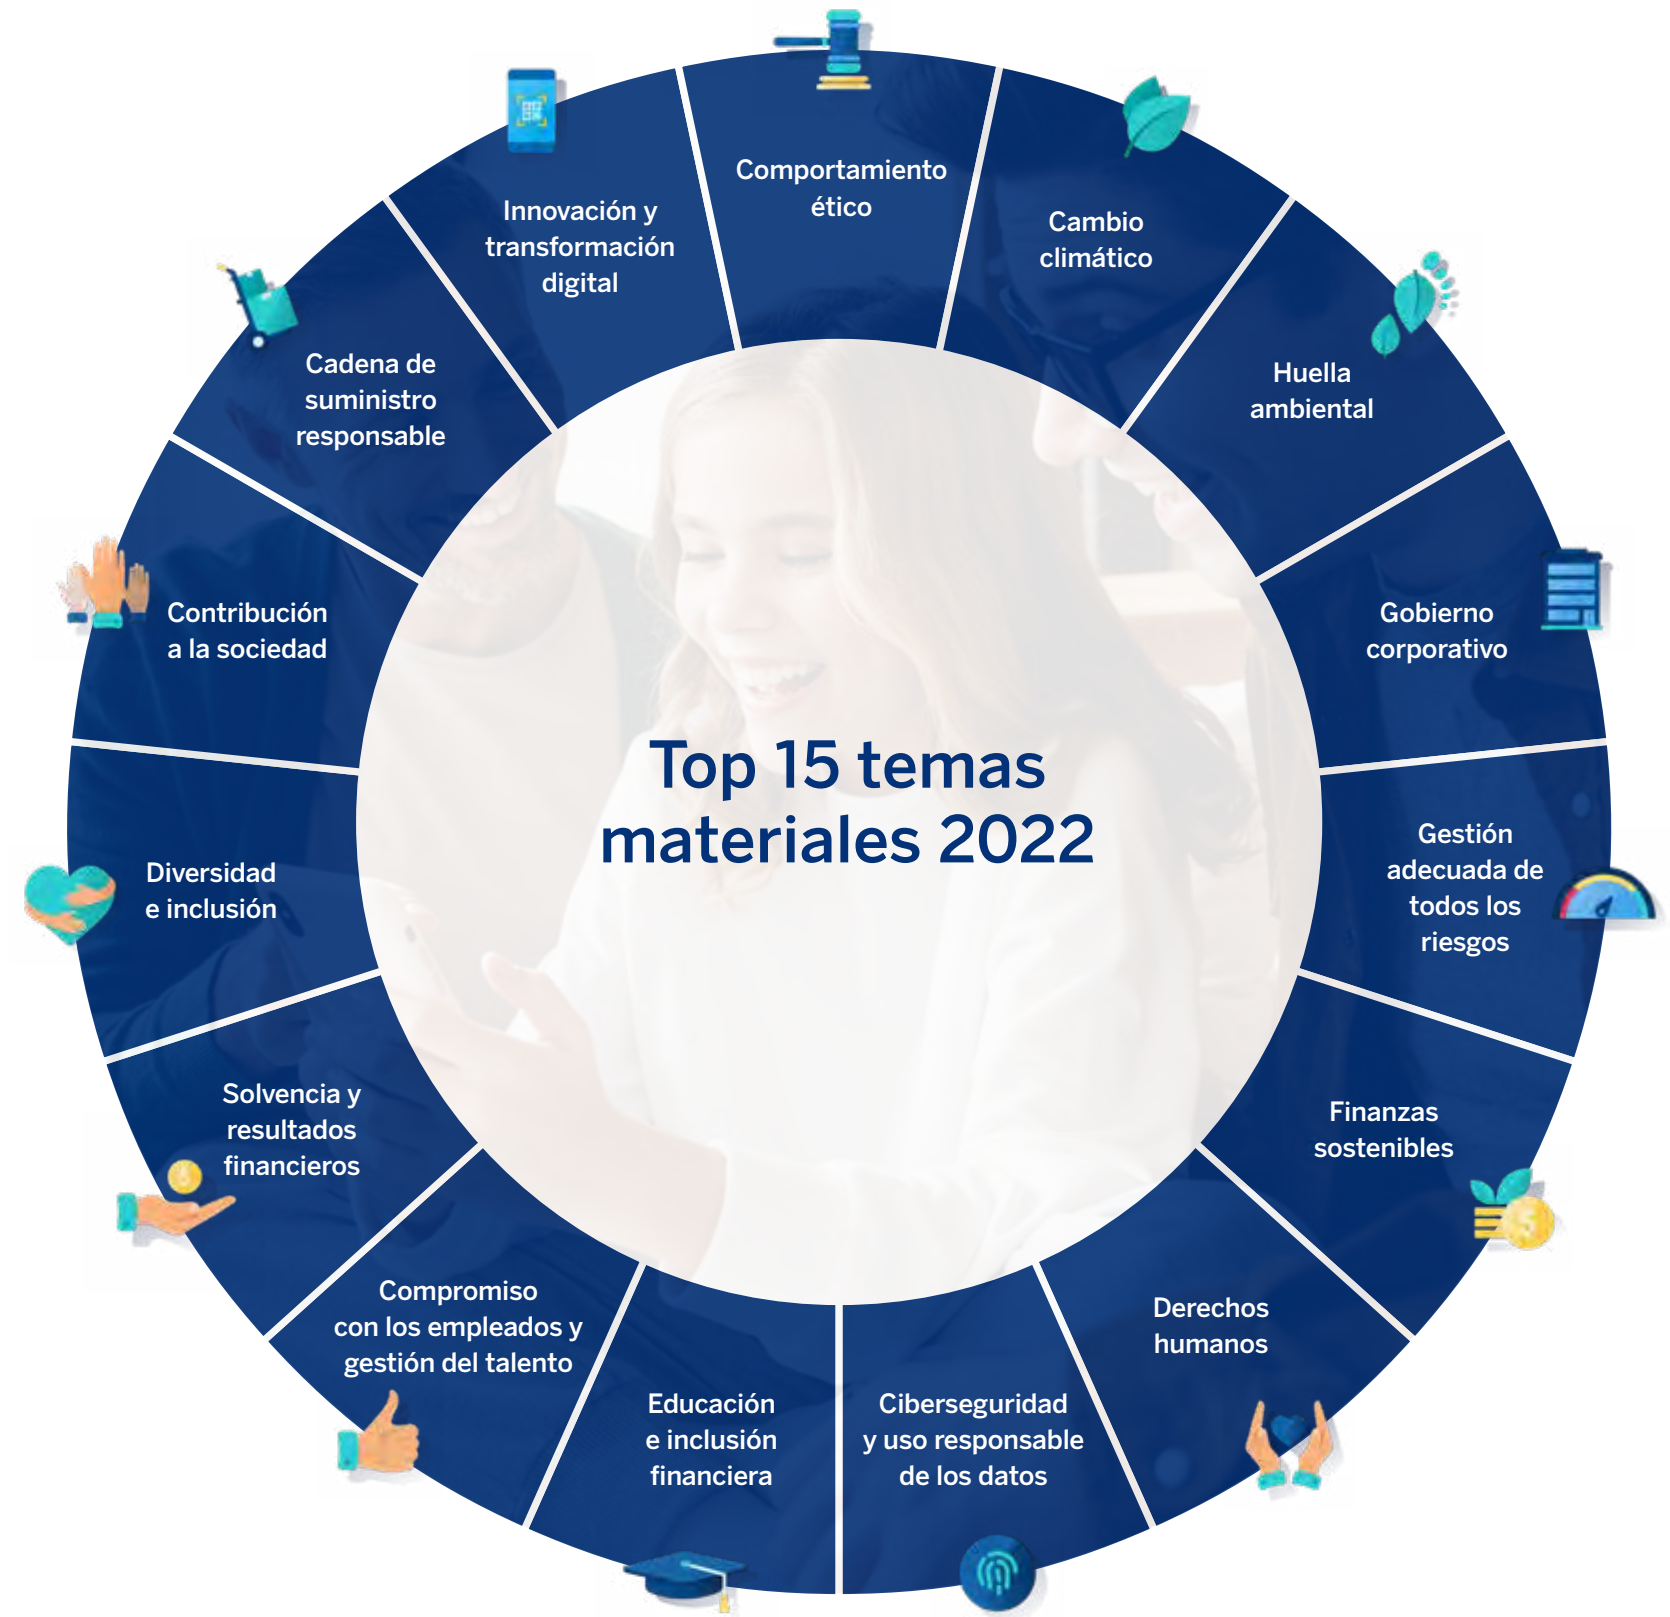 Comportamiento
ético
Cambio
climático
Huella
ambiental
Gobierno
corporativo
Gestión
adecuada de
todos los
riesgos
Finanzas
sostenibles
Derechos
humanos
Ciberseguridad
y uso responsable
de los datos
Educación
e inclusión
financiera
Compromiso
con los empleados y
gestión del talento
Solvencia y
resultados
financieros
Diversidad
e inclusión
Contribución
a la sociedad
Cadena de
suministro
responsable
Innovación y
transformación
digital
Top 15 temas
materiales 2022